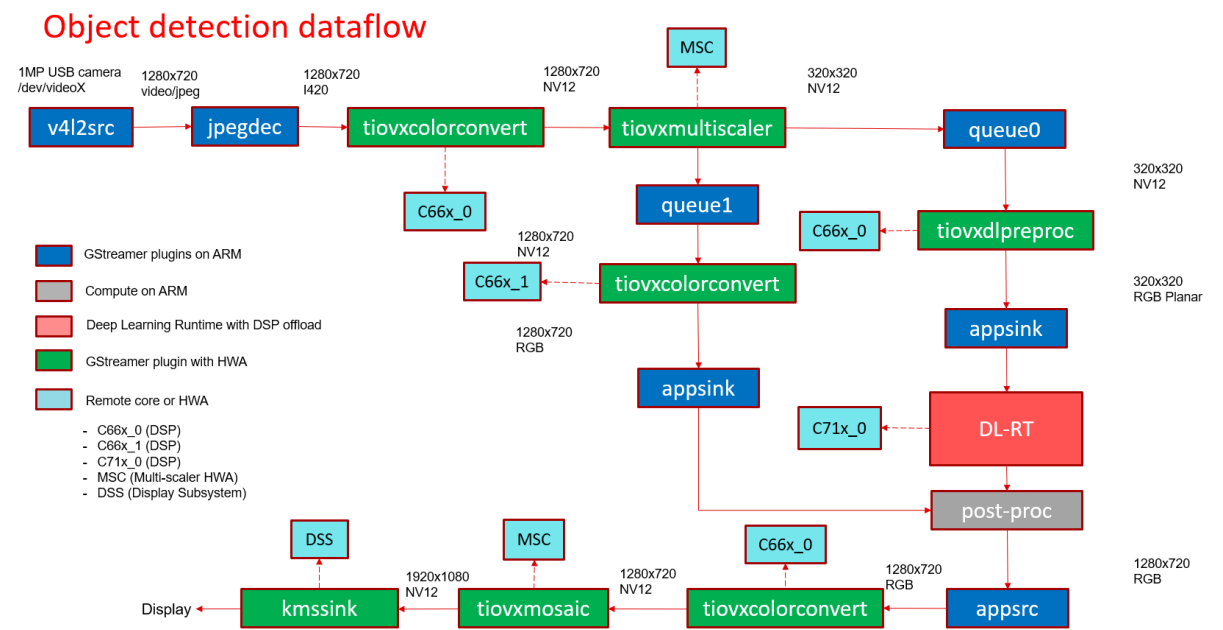 Object detection dataflow
1MP USB camera
/dev/videoX
1280x720
video/jpeg
1280x720
I420
1280x720
NV12
MSC
320x320
NV12
v4l2src
jpegdec
tiovxcolorconvert
tiovxmultiscaler
queue0
C66x_0
queue1
320x320
NV12
C66x_0
tiovxdlpreproc
1280x720
NV12
C66x_1
tiovxcolorconvert
320x320
RGB Planar
1280x720
RGB
appsink
appsink
GStreamer plugins on ARM
Compute on ARM
Deep Learning Runtime with DSP offload
GStreamer plugin with HWA
Remote core or HWA
- C66x_0 (DSP)
- C66x_1 (DSP)
- C71x_0 (DSP)
- MSC (Multi-scaler HWA)
- DSS (Display Subsystem)
C71x_0
DL-RT
post-proc
DSS
MSC
C66x_0
1280x720
RGB
1920x1080
NV12
1280x720
NV12
1280x720
RGB
Display
kmssink
tiovxmosaic
tiovxcolorconvert
appsrc